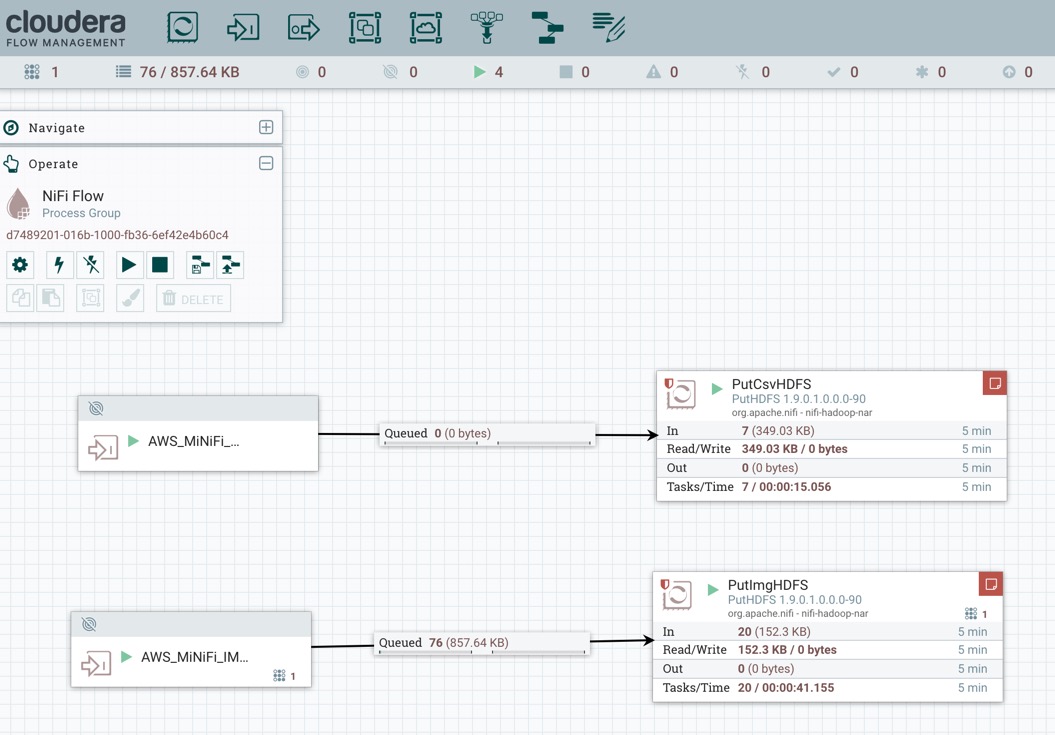 cloudera
FLOW MANAGEMENT
1
76 / 857.64 KB
0
0
4
0
0
0
0
0
0
Navigate
Operate
NiFi Flow
Process Group
d7489201-016b-1000-fb36-6ef42e4b60c4
DELETE
AWS_MiNiFi_...
Queued 0 (0 bytes)
PutCsvHDFS
PutHDFS 1.9.0.1.0.0.0-90
org.apache.nifi - nifi-hadoop-nar
In 7 (349.03 KB) 5 min
Read/Write 349.03 KB / 0 bytes 5 min
Out 0 (0 bytes) 5 min
Tasks/Time 7 / 00:00:15.056 5 min
AWS_MiNiFi_IM...
1
Queued 76 (857.64 KB)
PutImgHDFS
PutHDFS 1.9.0.1.0.0.0-90
org.apache.nifi - nifi-hadoop-nar
1
In 20 (152.3 KB) 5 min
Read/Write 152.3 KB / 0 bytes 5 min
Out 0 (0 bytes) 5 min
Tasks/Time 20 / 00:00:41.155 5 min